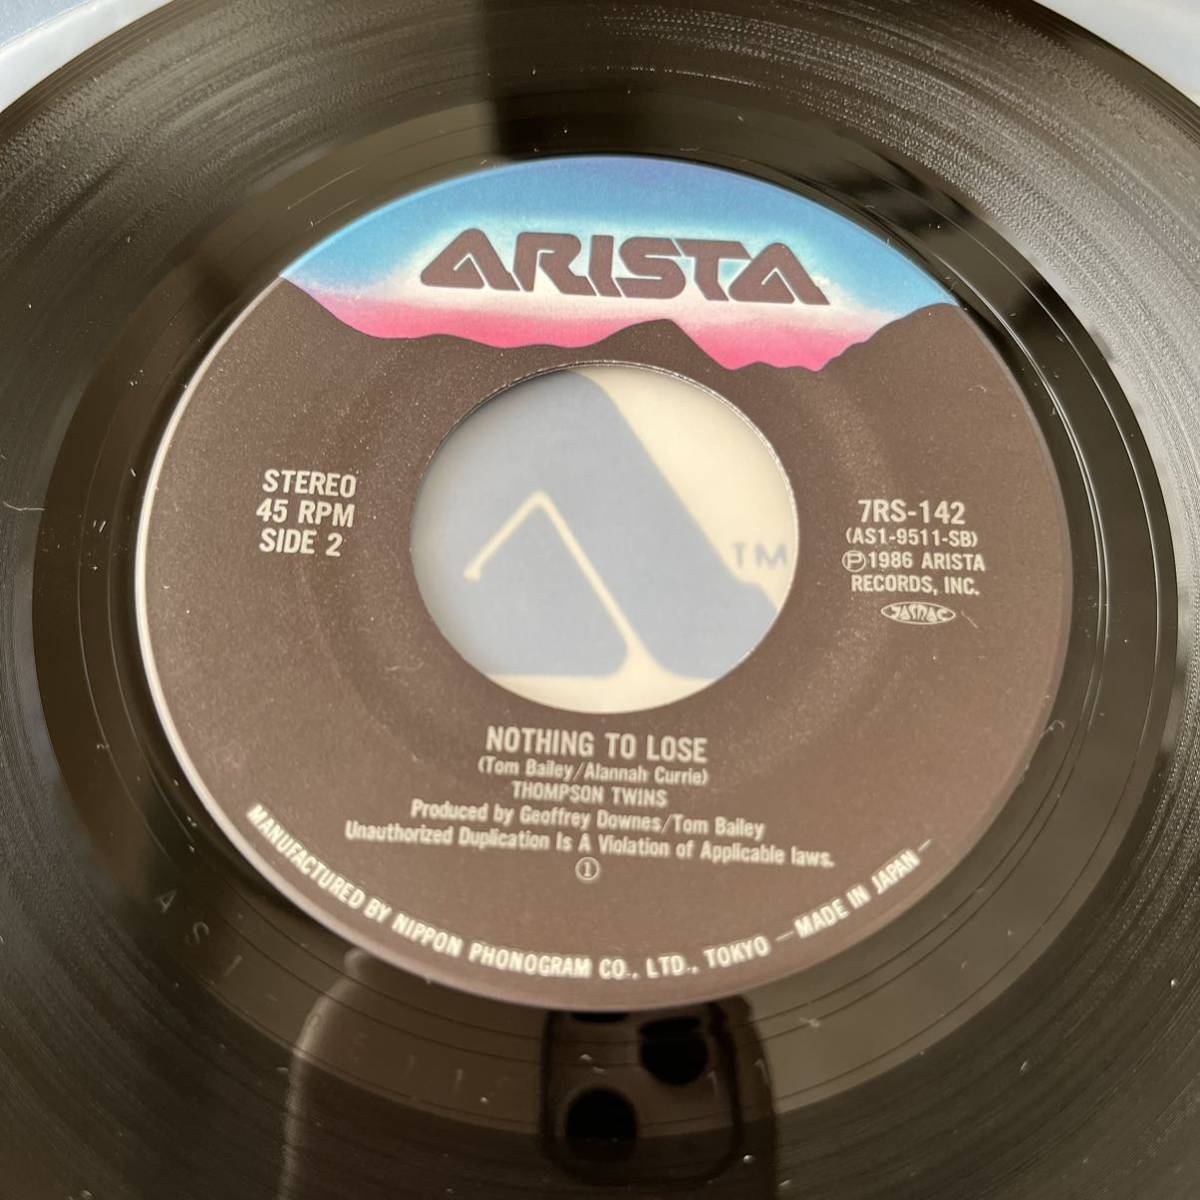 ARISTA
STEREO
45 RPM
SIDE 2
7RS-142
(AS1-9511-SB)
Ⓟ1986 ARISTA
RECORDS, INC.
JASRAC
TM
NOTHING TO LOSE
(Tom Bailey/Alannah Currie)
THOMPSON TWINS
Produced by Geoffrey Downes/Tom Bailey
Unauthorized Duplication Is A Violation of Applicable laws.
①
MANUFACTURED BY NIPPON PHONOGRAM CO., LTD., TOKYO —MADE IN JAPAN—